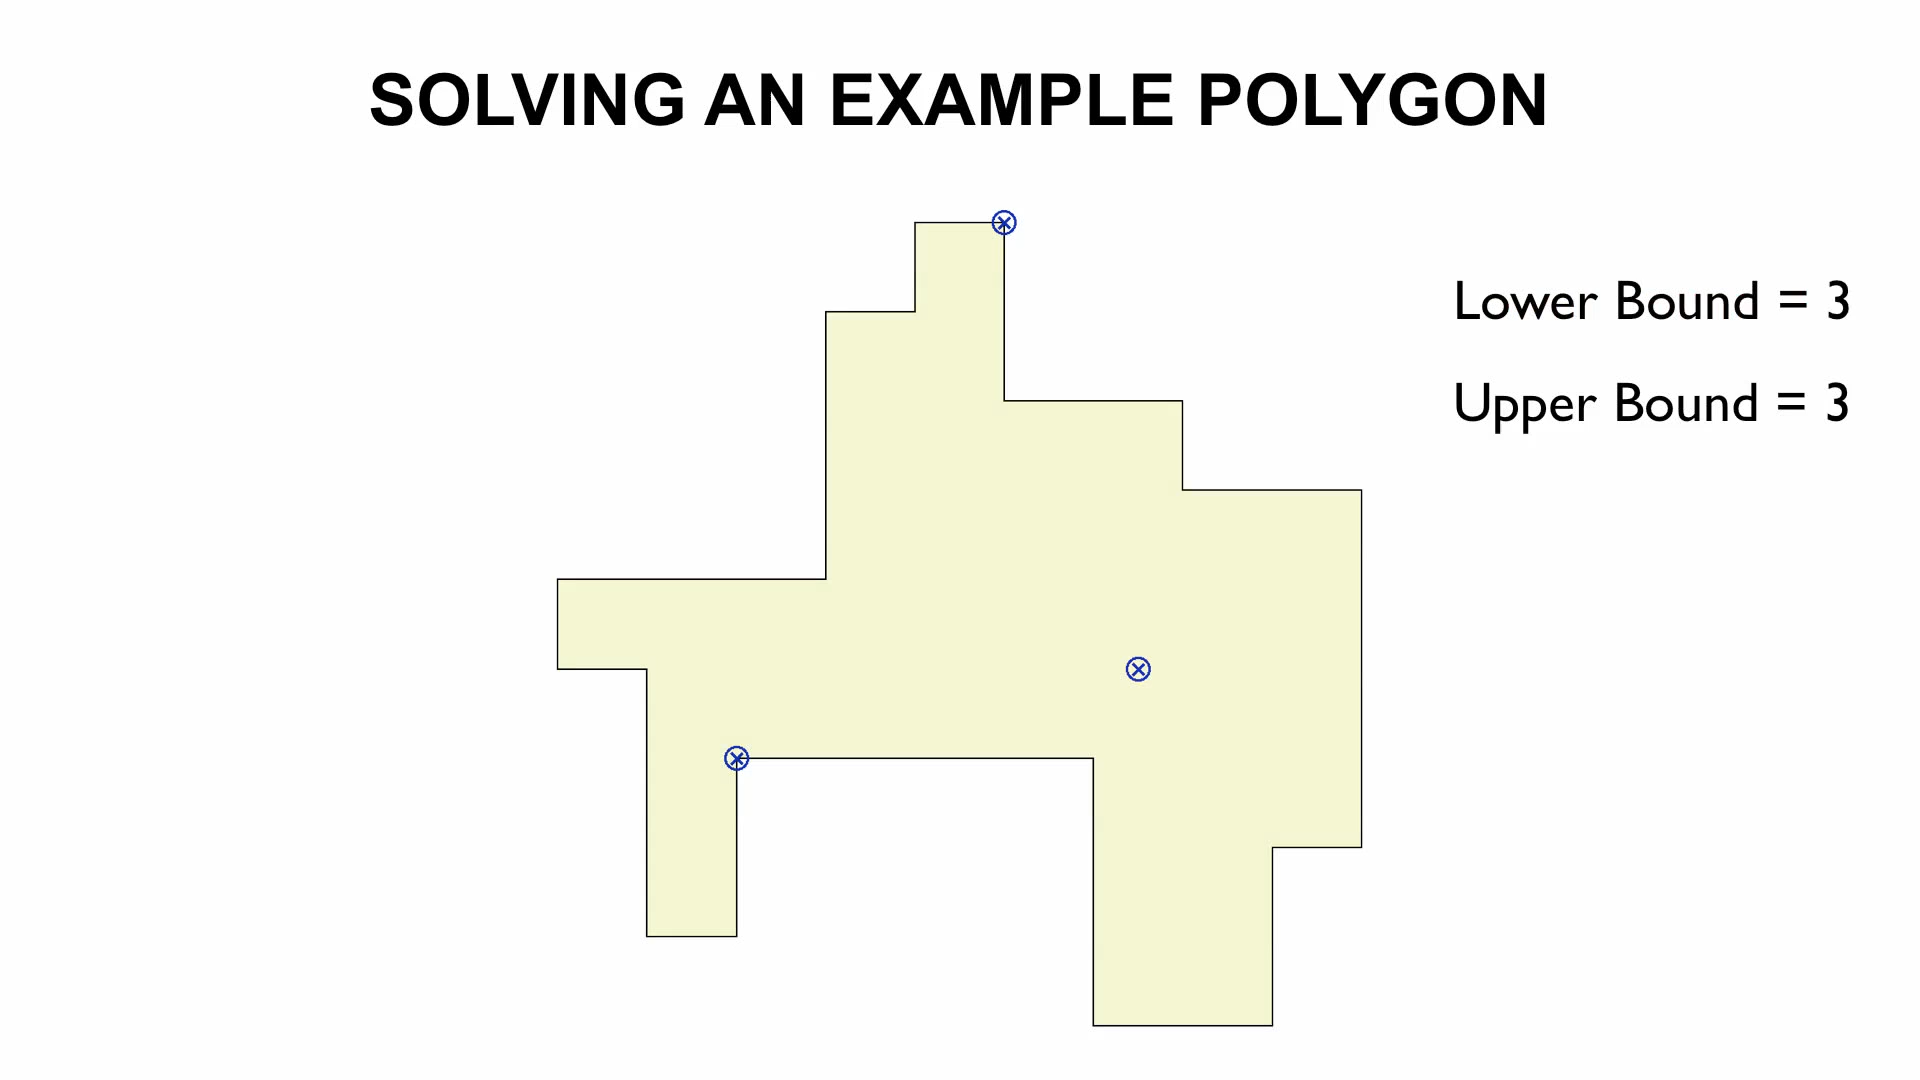 SOLVING AN EXAMPLE POLYGON
Lower Bound = 3
Upper Bound = 3